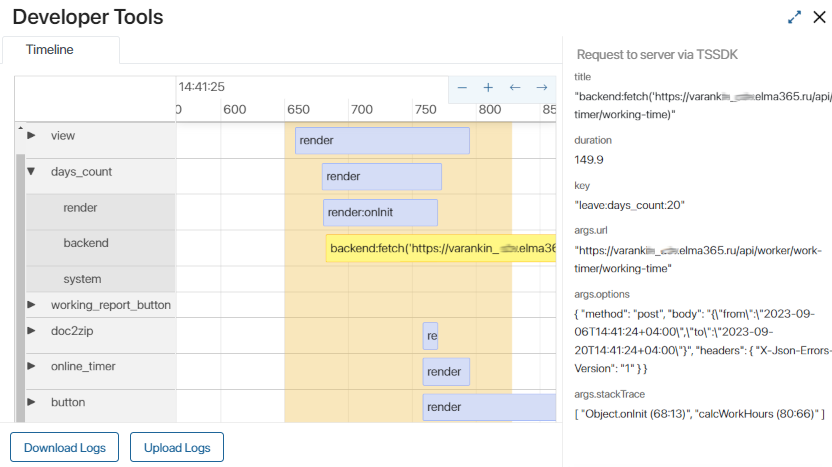 Developer Tools
Timeline
14:41:25
0 600 650 700 750 800 85
view
render
days_count
render
render
render:onInit
backend
backend:fetch('https://varankin_ .elma36
system
working_report_button
doc2zip
re
online_timer
render
button
render
Download Logs
Upload Logs
Request to server via TSSDK
title
"backend:fetch('https://varankin_ .elma365.ru/api/
timer/working-time)"
duration
149.9
key
"leave:days_count:20"
args.url
"https://varankin_ .elma365.ru/api/worker/work-
timer/working-time"
args.options
{ "method": "post", "body": "{\"from\":\"2023-09-
06T14:41:24+04:00\",\"to\":\"2023-09-
20T14:41:24+04:00\"}", "headers": { "X-Json-Errors-
Version": "1" } }
args.stackTrace
[ "Object.onInit (68:13)", "calcWorkHours (80:66)" ]